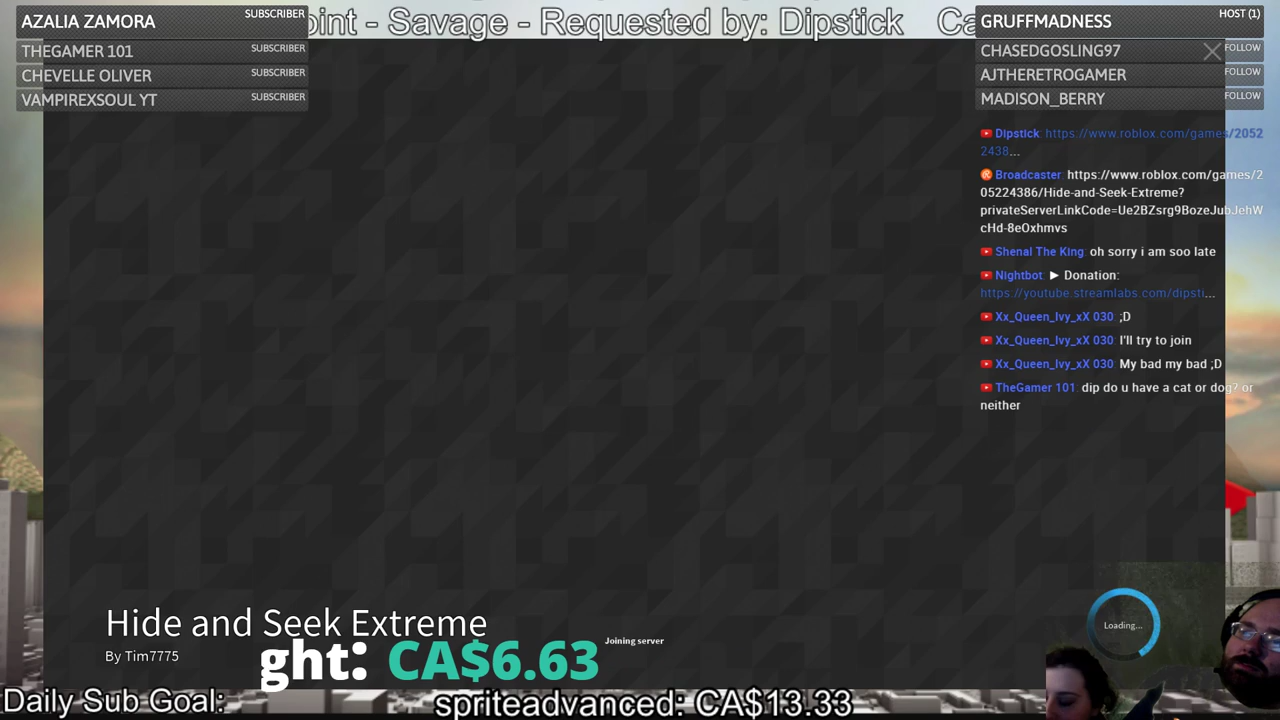 AZALIA ZAMORA SUBSCRIBER
THEGAMER 101 SUBSCRIBER
CHEVELLE OLIVER SUBSCRIBER
VAMPIREXSOUL YT SUBSCRIBER
oint - Savage - Requested by: Dipstick Ca
GRUFFMADNESS HOST (1)
CHASEDGOSLING97 FOLLOW
AJTHERETROGAMER FOLLOW
MADISON_BERRY FOLLOW
Dipstick https://www.roblox.com/games/2052
2438...
Broadcaster https://www.roblox.com/games/2
05224386/Hide-and-Seek-Extreme?
privateServerLinkCode=Ue2BZsrg9BozeJubJehW
cHd-8eOxhmvs
Shenal The King: oh sorry i am soo late
Nightbot: ► Donation:
https://youtube.streamlabs.com/dipsti...
Xx_Queen_Ivy_xX 030: ;D
Xx_Queen_Ivy_xX 030: I'll try to join
Xx_Queen_Ivy_xX 030: My bad my bad ;D
TheGamer 101: dip do u have a cat or dog? or
neither
Hide and Seek Extreme
By Tim7775
Joining server
ght: CA$6.63
Loading...
Daily Sub Goal:
spriteadvanced: CA$13.33